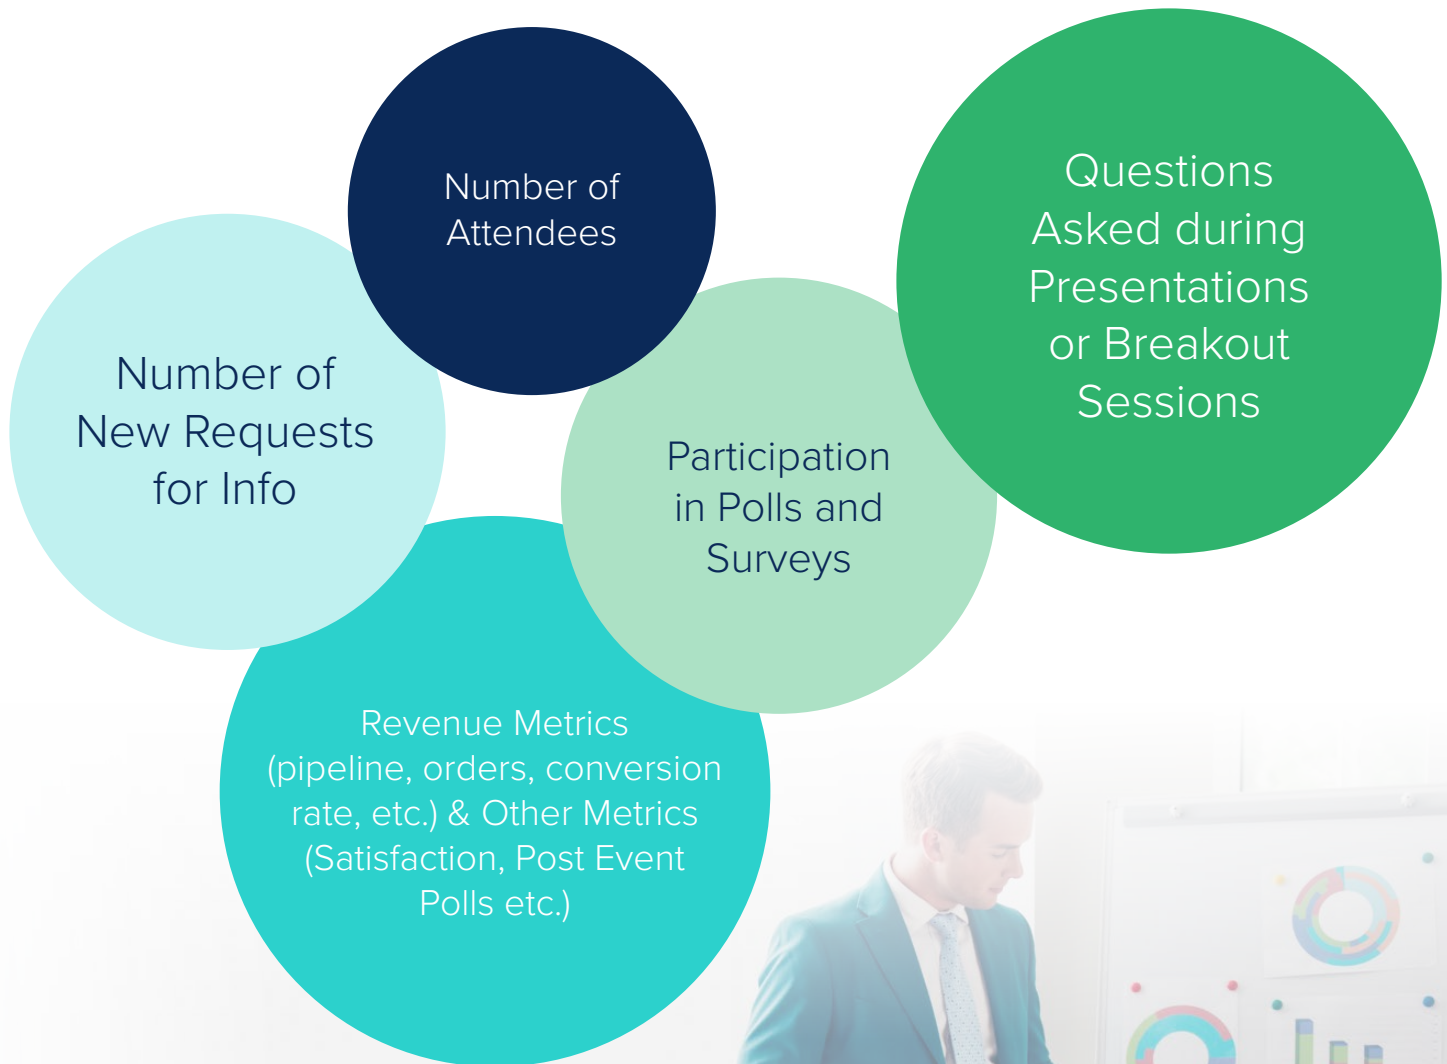 Number of
Attendees
Questions
Asked during
Presentations
or Breakout
Sessions
Number of
New Requests
for Info
Participation
in Polls and
Surveys
Revenue Metrics
(pipeline, orders, conversion
rate, etc.) & Other Metrics
(Satisfaction, Post Event
Polls etc.)